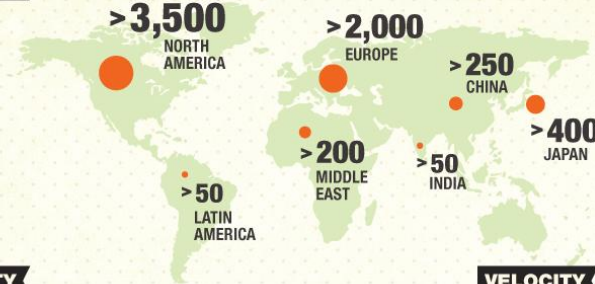 >3,500
NORTH
AMERICA
>2,000
EUROPE
>250
CHINA
>400
JAPAN
>200
MIDDLE
EAST
>50
INDIA
>50
LATIN
AMERICA
VELOCITY